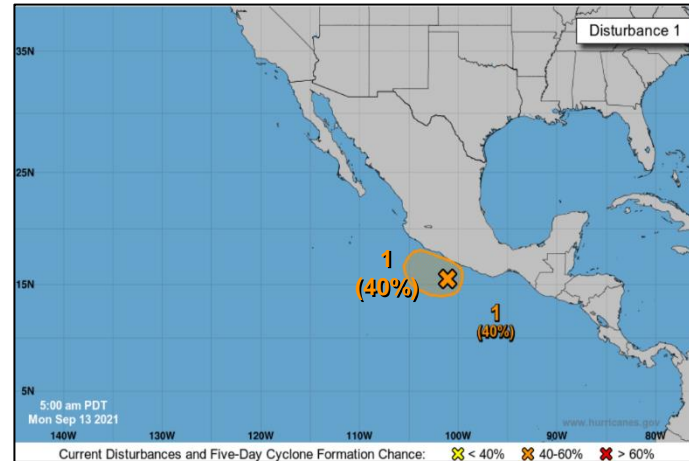 Disturbance 1
35N
25N
15N
5N
1
(40%)
1
(40%)
5:00 am PDT
Mon Sep 13 2021
www.hurricanes.gov
140W 130W 120W 110W 100W 90W 80W
Current Disturbances and Five-Day Cyclone Formation Chance: < 40% 40-60% > 60%